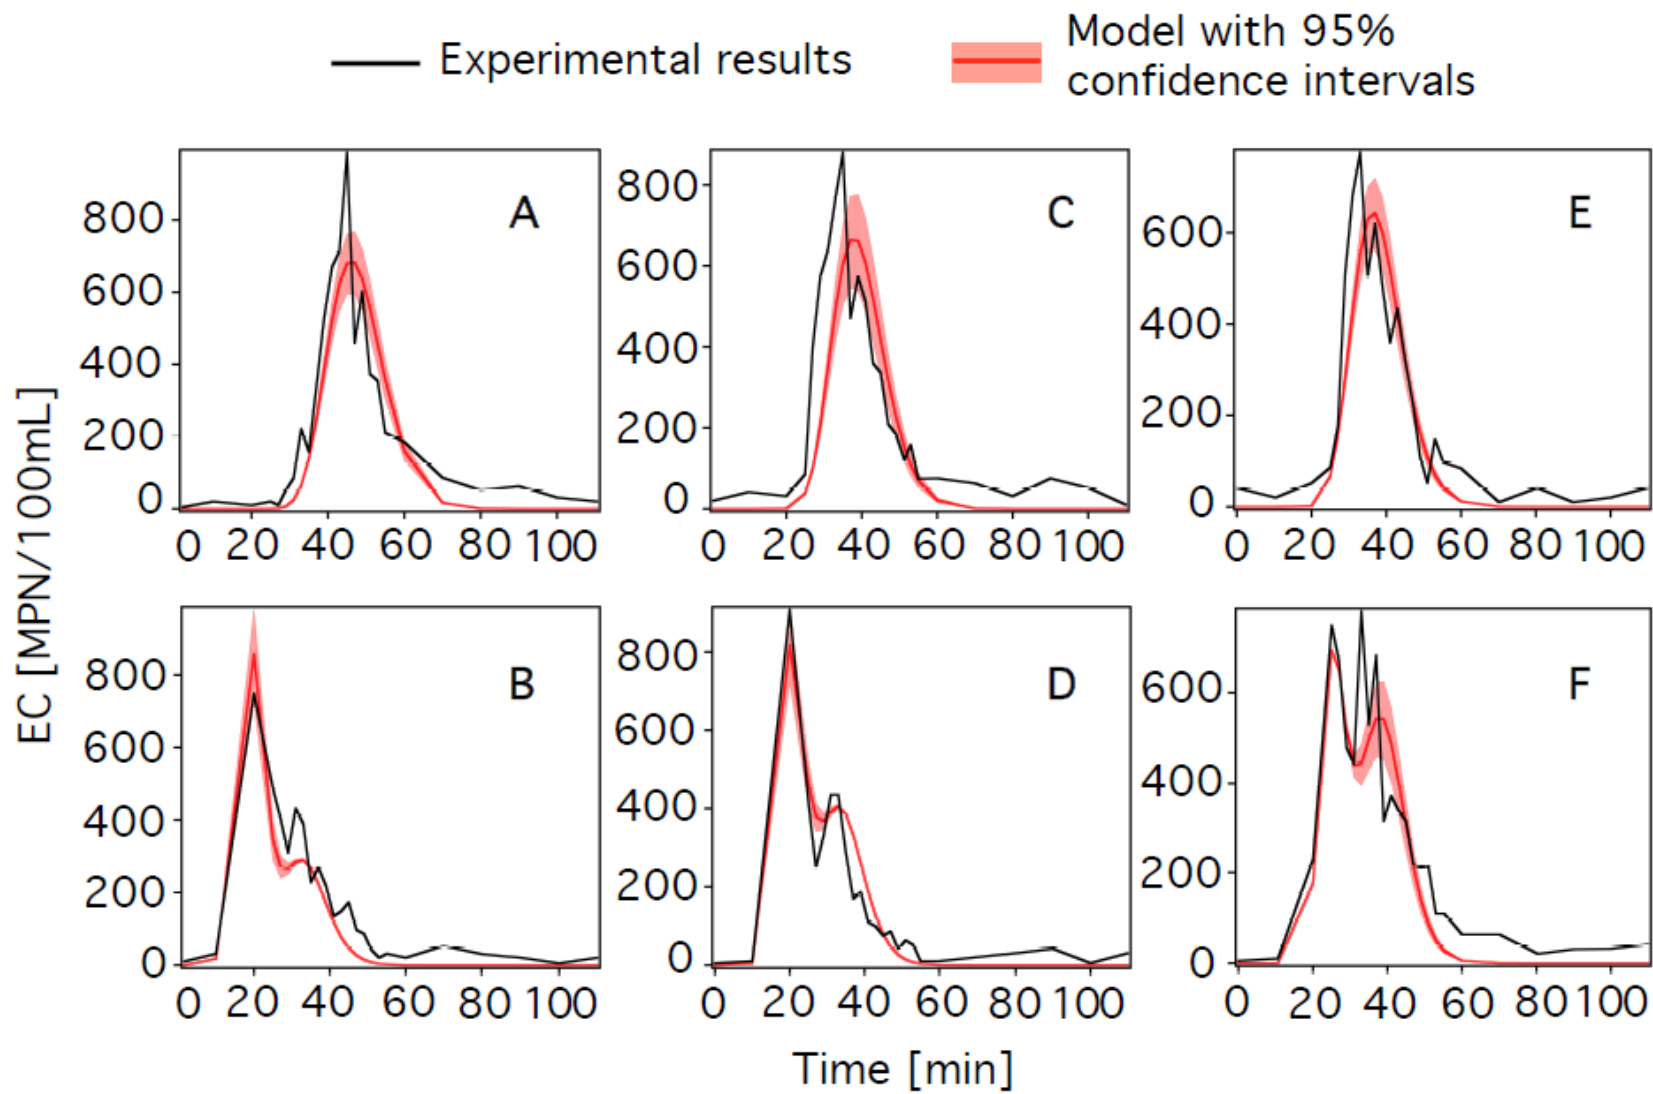 Experimental results
Model with 95%
confidence intervals
A
800
600
400
200
0
0 20 40 60 80 100
C
800
600
400
200
0
0 20 40 60 80 100
E
600
400
200
0
0 20 40 60 80 100
EC [MPN/100mL]
B
800
600
400
200
0
0 20 40 60 80 100
D
800
600
400
200
0
0 20 40 60 80 100
F
600
400
200
0
0 20 40 60 80 100
Time [min]